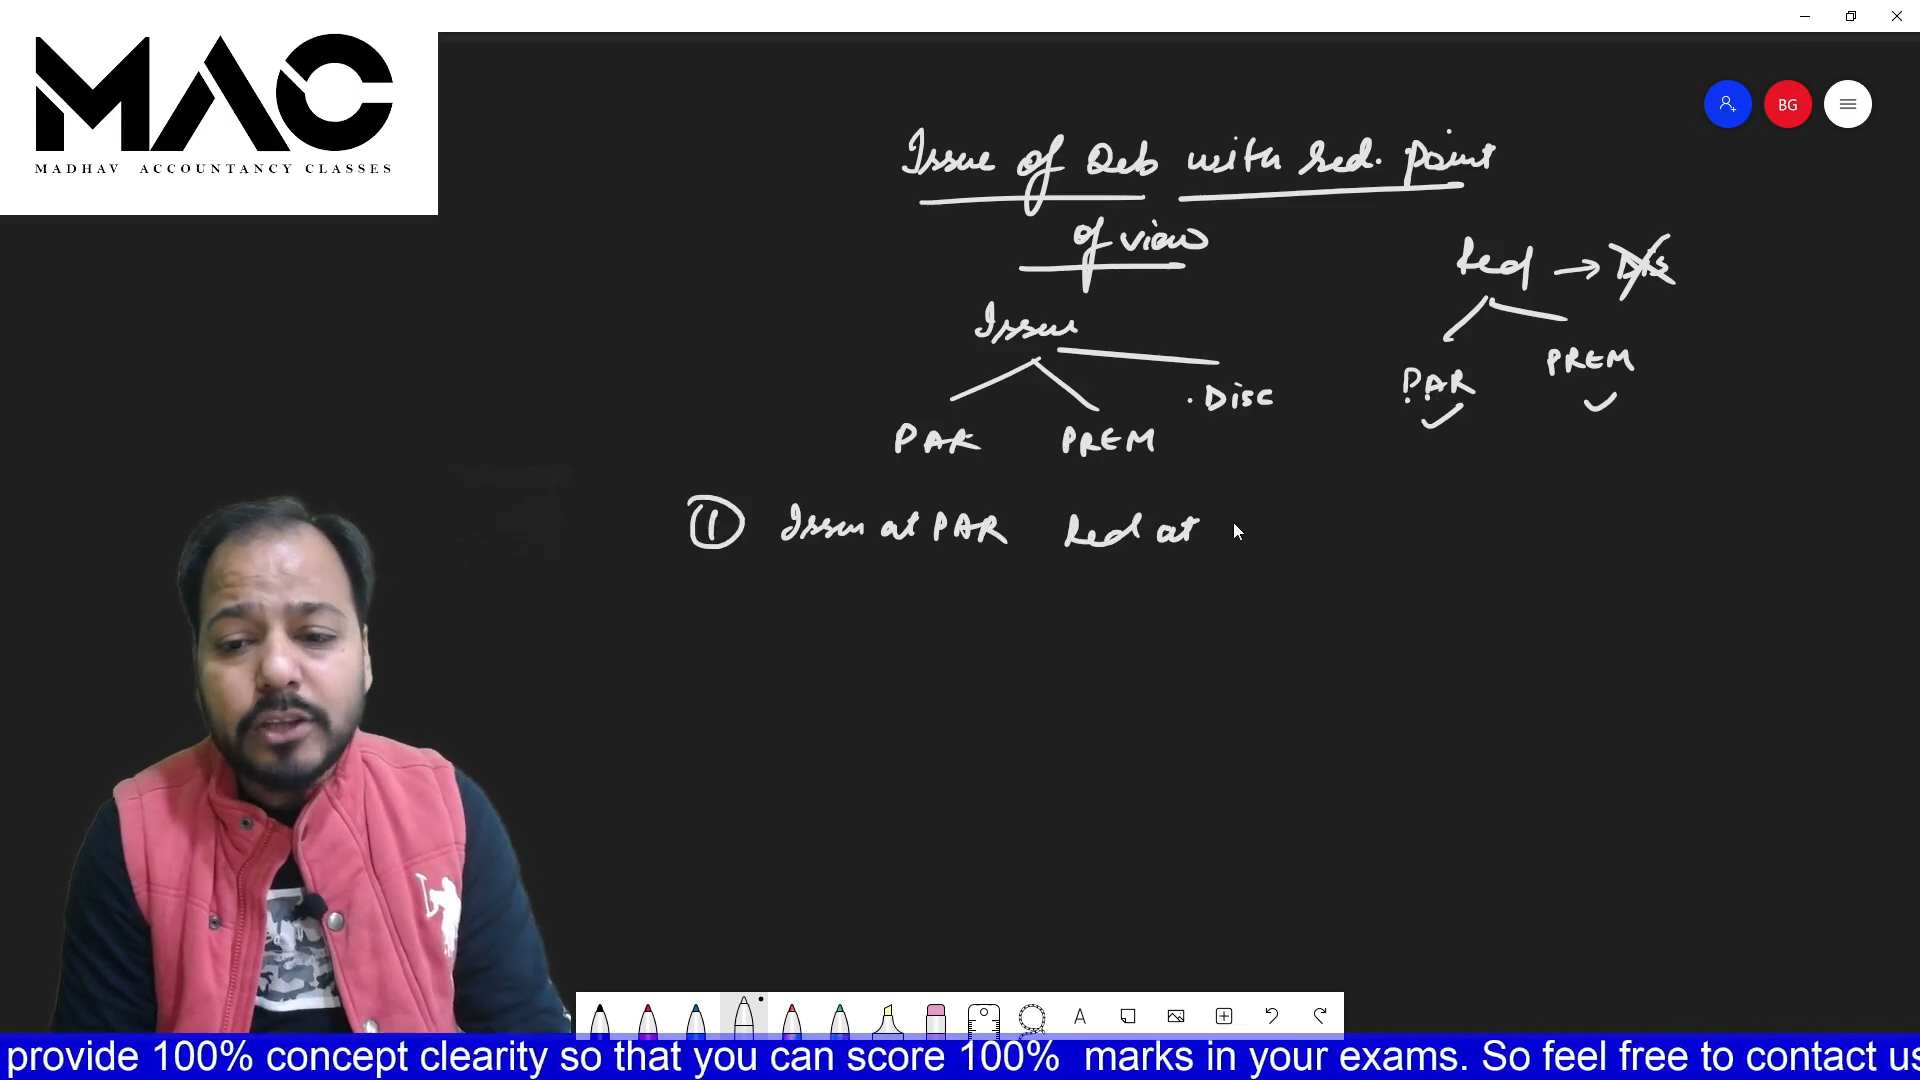 MAC
MADHAV ACCOUNTANCY CLASSES
BG
Issue of Deb with Red. point
of view
Issue
PAR PREM . Disc
Red → Dis
PAR PREM
① Issue at PAR Red at
A
provide 100% concept clearity so that you can score 100% marks in your exams. So feel free to contact us